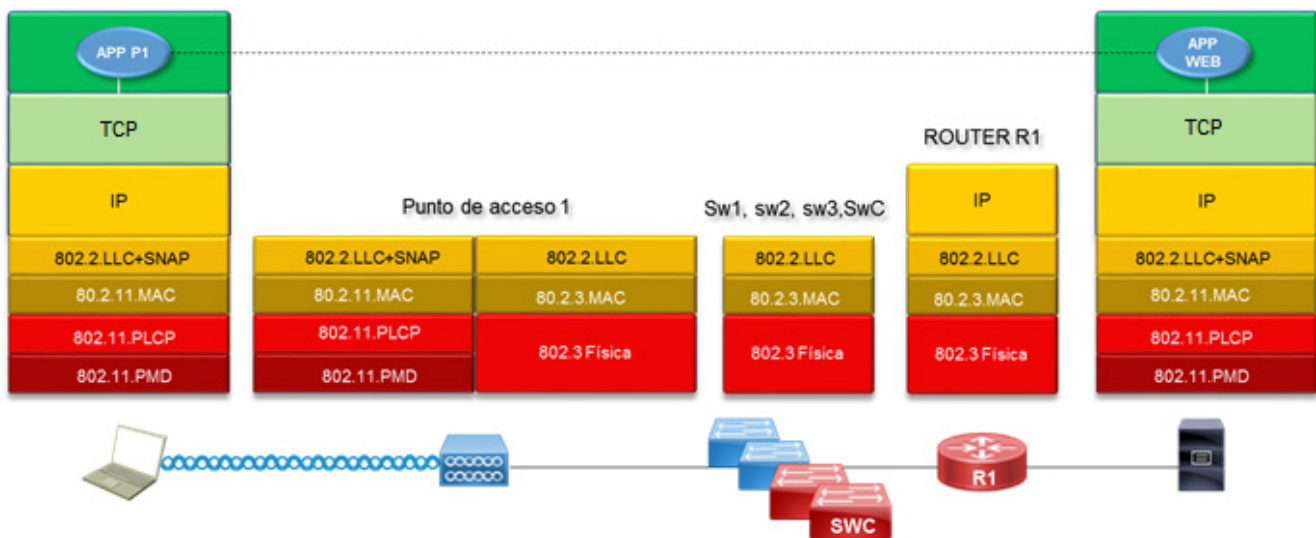 APP P1
TCP
IP
802.2.LLC+SNAP
80.2.11.MAC
802.11.PLCP
802.11.PMD
Punto de acceso 1
802.2.LLC+SNAP
80.2.11.MAC
802.11.PLCP
802.11.PMD
802.2.LLC
80.2.3.MAC
802.3 Física
Sw1, sw2, sw3,SwC
802.2.LLC
80.2.3.MAC
802.3 Física
ROUTER R1
IP
802.2.LLC
80.2.3.MAC
802.3 Física
APP
WEB
TCP
IP
802.2.LLC+SNAP
80.2.11.MAC
802.11.PLCP
802.11.PMD
SWC
R1